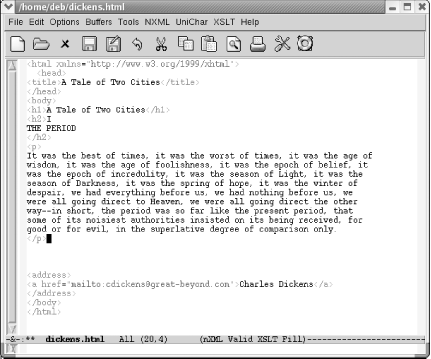 /home/deb/dickens.html
File Edit Options Buffers Tools NXML UniChar XSLT Help
<html xmlns="http://www.w3.org/1999/xhtml">
<head>
<title>A Tale of Two Cities</title>
</head>
<body>
<h1>A Tale of Two Cities</h1>
<h2>I
THE PERIOD
</h2>
<p>
It was the best of times, it was the worst of times, it was the age of
wisdom, it was the age of foolishness, it was the epoch of belief, it
was the epoch of incredulity, it was the season of Light, it was the
season of Darkness, it was the spring of hope, it was the winter of
despair, we had everything before us, we had nothing before us, we
were all going direct to Heaven, we were all going direct the other
way--in short, the period was so far like the present period, that
some of its noisiest authorities insisted on its being received, for
good or for evil, in the superlative degree of comparison only.
</p>
<address>
<a href="mailto:cdickens@great-beyond.com">Charles Dickens</a>
</address>
</body>
</html>
-&-:** dickens.html All (20,4) (nXML Valid XSLT Fill)--------------------